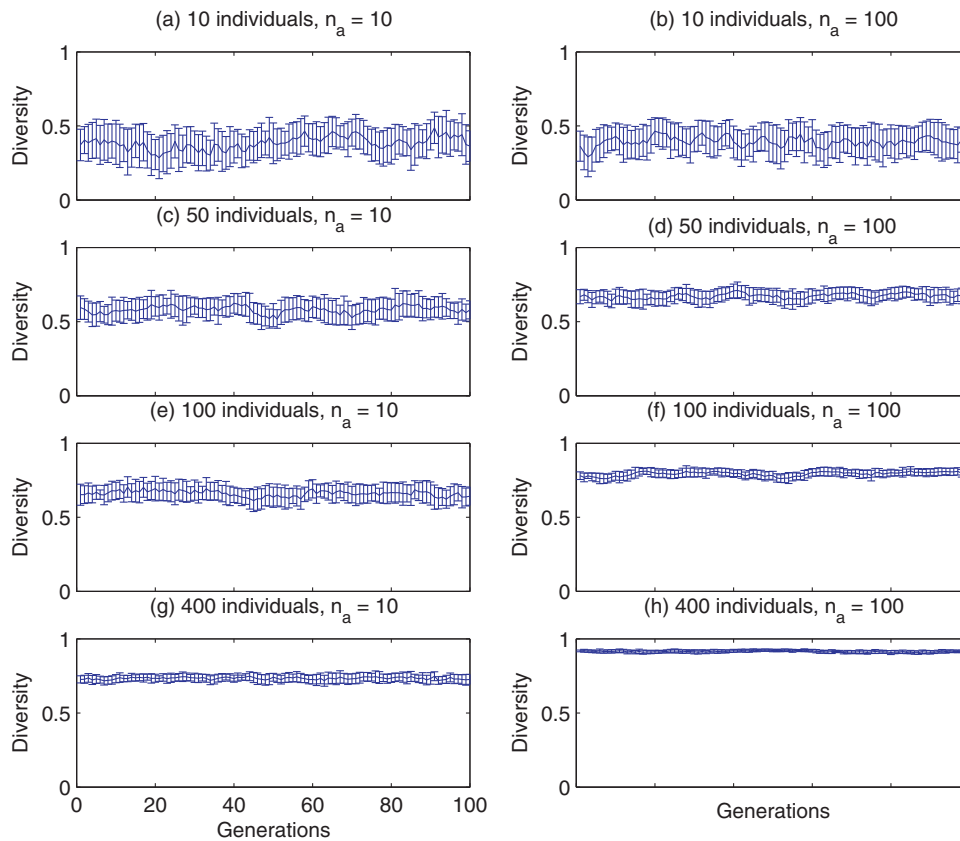 (a) 10 individuals, n_a = 10
(b) 10 individuals, n_a = 100
1
0.5
0
Diversity
1
0.5
0
Diversity
(c) 50 individuals, n_a = 10
(d) 50 individuals, n_a = 100
1
0.5
0
Diversity
1
0.5
0
Diversity
(e) 100 individuals, n_a = 10
(f) 100 individuals, n_a = 100
1
0.5
0
Diversity
1
0.5
0
Diversity
(g) 400 individuals, n_a = 10
(h) 400 individuals, n_a = 100
1
0.5
0
Diversity
1
0.5
0
Diversity
0 20 40 60 80 100
Generations
Generations